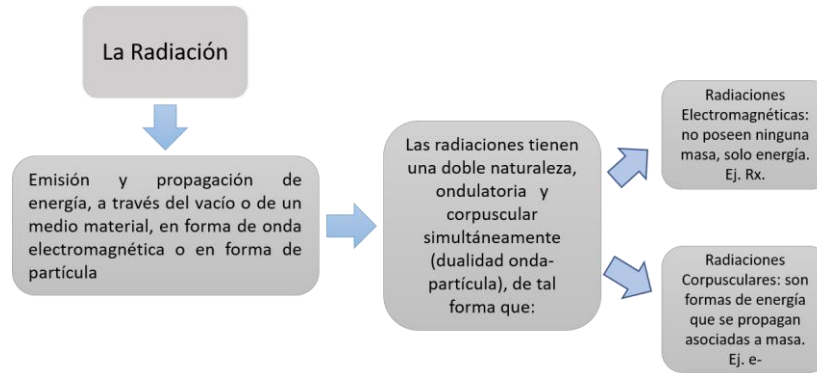 La Radiación
Emisión y propagación de
energía, a través del vacío o de un
medio material, en forma de onda
electromagnética o en forma de
partícula
Las radiaciones tienen
una doble naturaleza,
ondulatoria y
corpuscular
simultáneamente
(dualidad onda-
partícula), de tal
forma que:
Radiaciones
Electromagnéticas:
no poseen ninguna
masa, solo energía.
Ej. Rx.
Radiaciones
Corpusculares: son
formas de energía
que se propagan
asociadas a masa.
Ej. e-